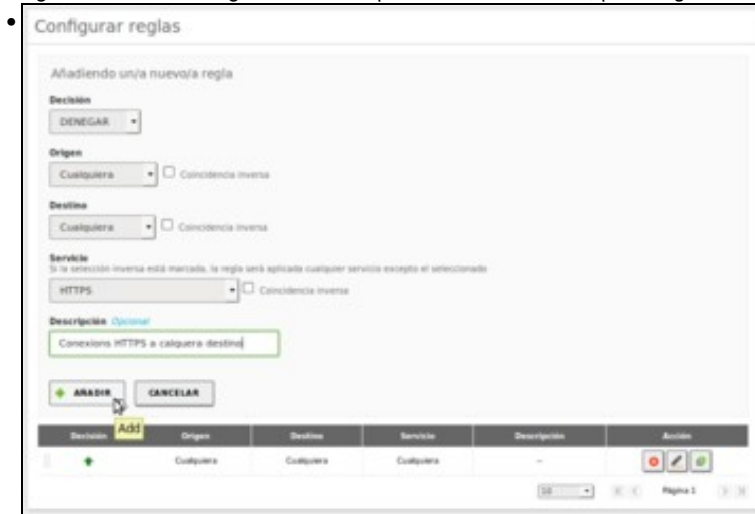 Configurar reglas
Añadiendo un/a nuevo/a regla
Decisión
DENEGAR
Origen
Cualquiera Coincidencia inversa
Destino
Cualquiera Coincidencia inversa
Servicio
Si la selección inversa está marcada, la regla será aplicada cualquier servicio excepto el seleccionado
HTTPS Coincidencia inversa
Descripción Opcional
Conexions HTTPS a calquera destino
AÑADIR CANCELAR
Add
Decisión Origen Destino Servicio Descripción Acción
Cualquiera Cualquiera Cualquiera –
10 Página 1